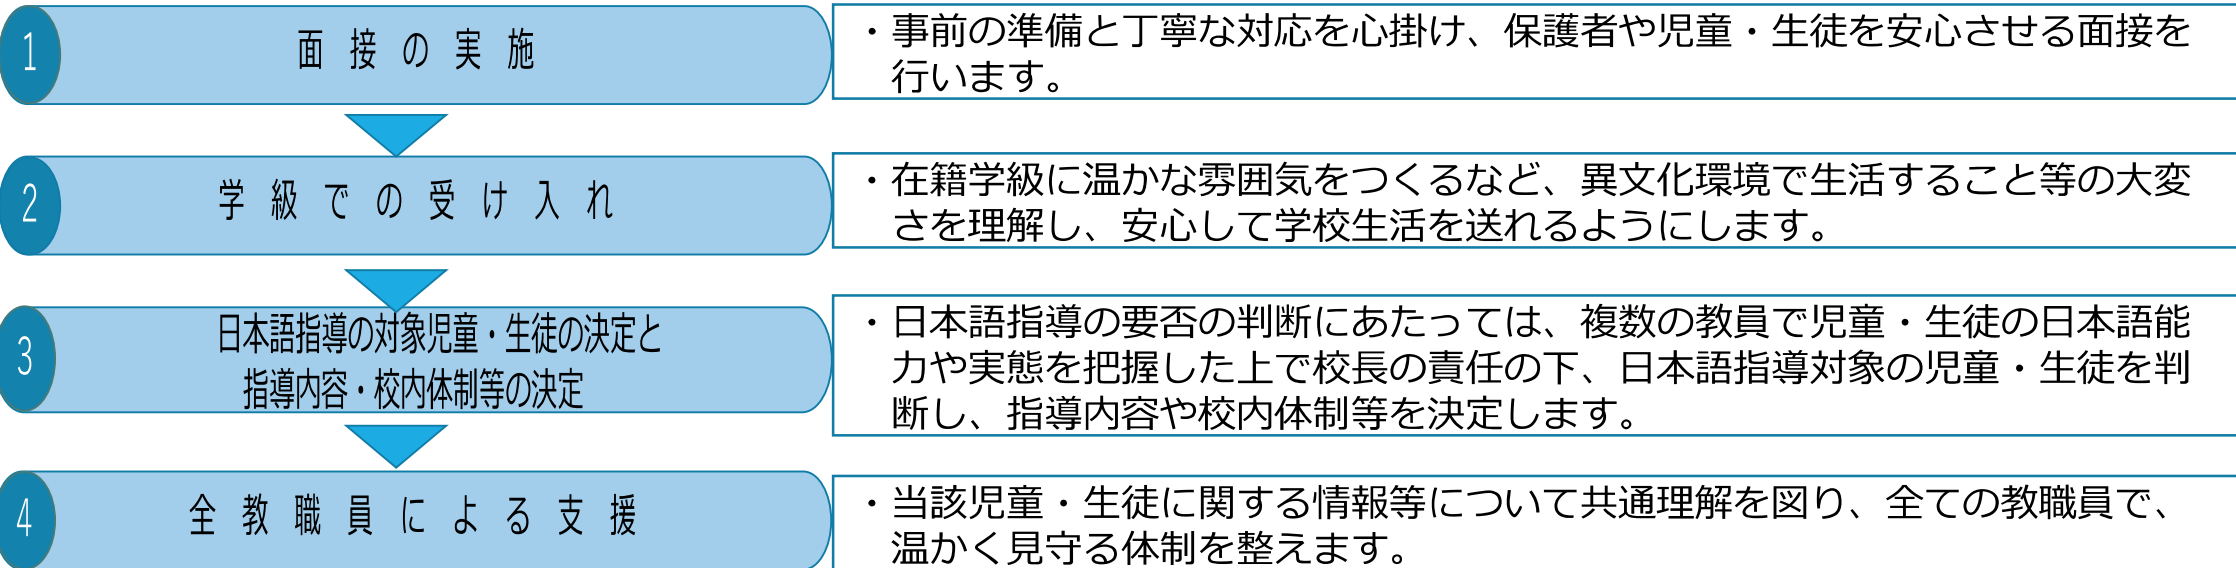 1
面接の実施
・事前の準備と丁寧な対応を心掛け、保護者や児童・生徒を安心させる面接を
行います。
2
学級での受け入れ
・在籍学級に温かな雰囲気をつくるなど、異文化環境で生活すること等の大変
さを理解し、安心して学校生活を送れるようにします。
3
日本語指導の対象児童・生徒の決定と
指導内容・校内体制等の決定
・日本語指導の要否の判断にあたっては、複数の教員で児童・生徒の日本語能
力や実態を把握した上で校長の責任の下、日本語指導対象の児童・生徒を判
断し、指導内容や校内体制等を決定します。
4
全教職員による支援
・当該児童・生徒に関する情報等について共通理解を図り、全ての教職員で、
温かく見守る体制を整えます。